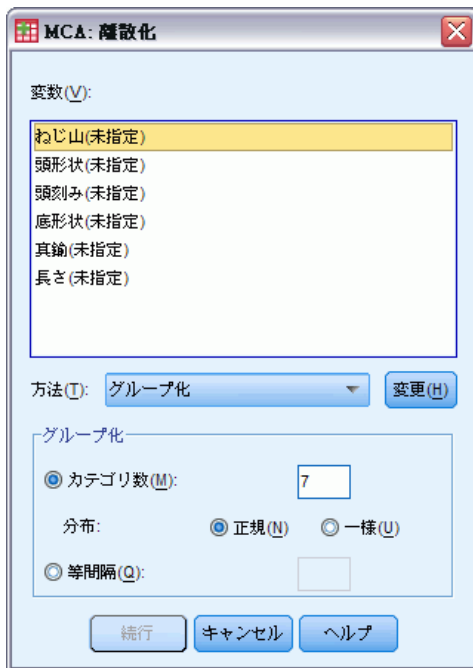 MCA: 離散化
変数(V):
ねじ山(未指定)
頭形状(未指定)
頭刻み(未指定)
底形状(未指定)
真鍮(未指定)
長さ(未指定)
方法(T): グループ化 変更(H)
グループ化
カテゴリ数(M): 7
分布: 正規(N) 一様(U)
等間隔(Q):
続行 キャンセル ヘルプ